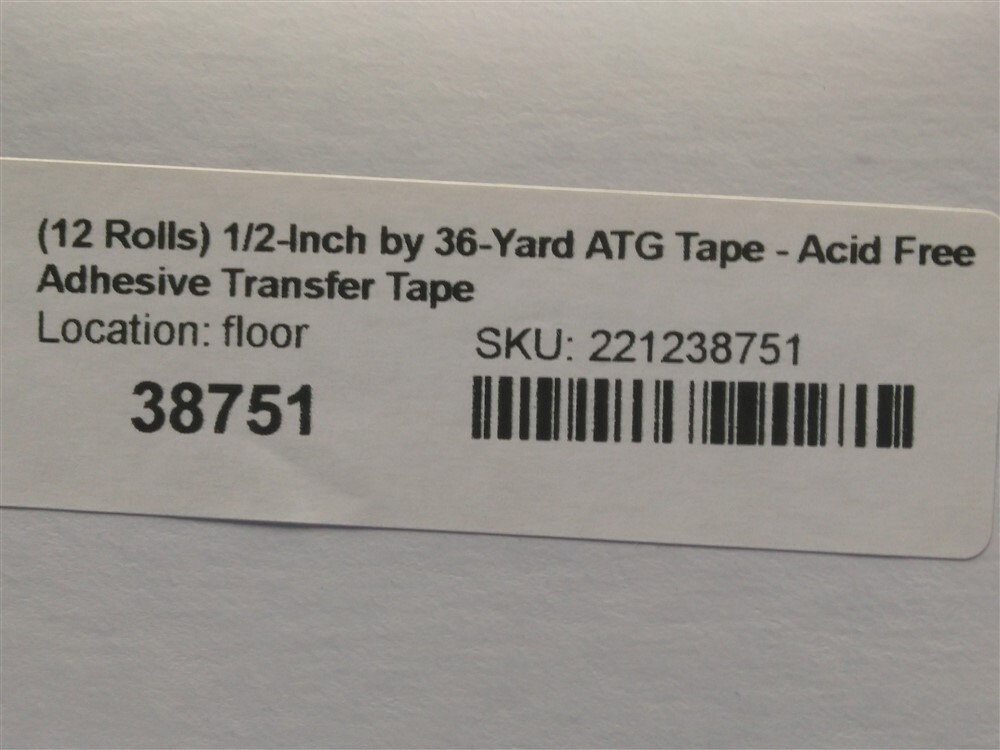 (12 Rolls) 1/2-Inch by 36-Yard ATG Tape - Acid Free
Adhesive Transfer Tape
Location: floor
SKU: 221238751
38751